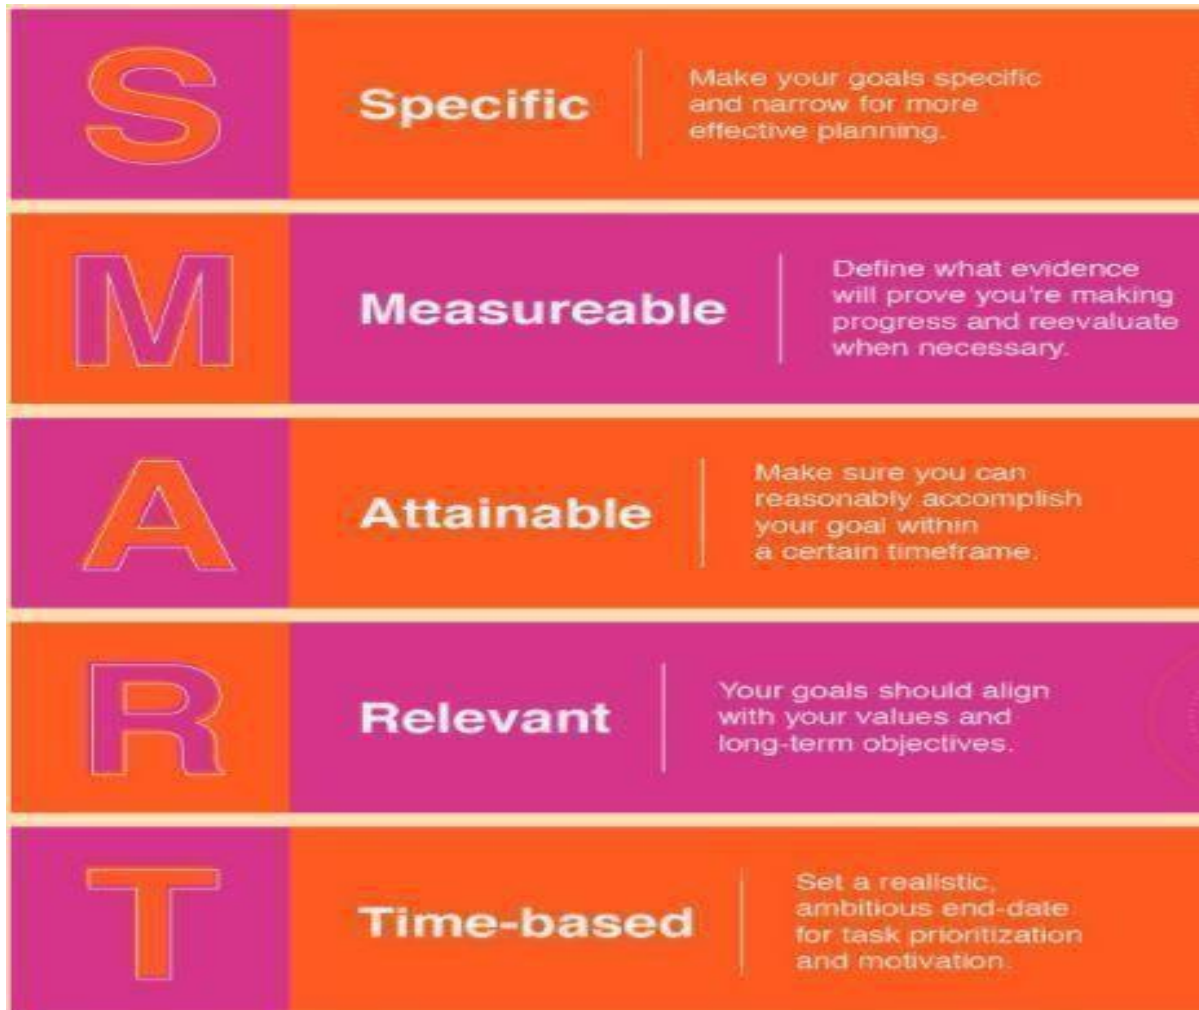 S
Specific
Make your goals specific
and narrow for more
effective planning.
M
Measureable
Define what evidence
will prove you're making
progress and reevaluate
when necessary.
A
Attainable
Make sure you can
reasonably accomplish
your goal within
a certain timeframe.
R
Relevant
Your goals should align
with your values and
long-term objectives.
T
Time-based
Set a realistic,
ambitious end-date
for task prioritization
and motivation.